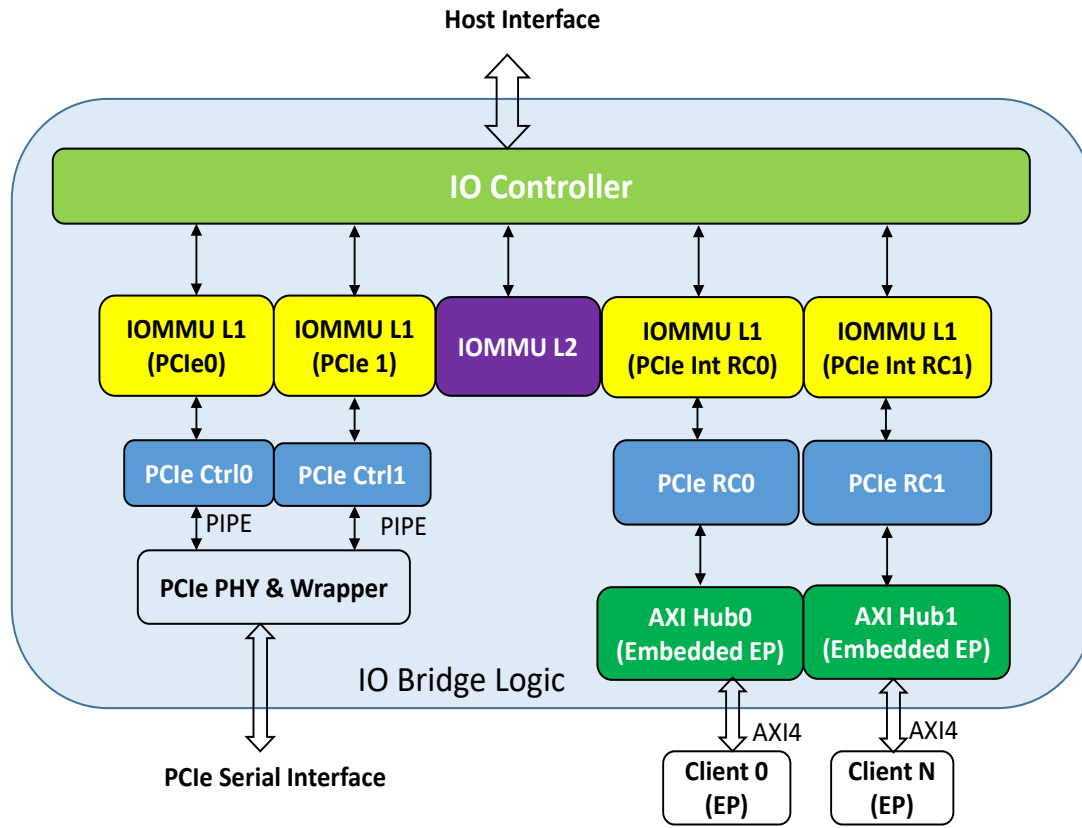 Host Interface
IO Controller
IOMMU L1
(PCIe0)
IOMMU L1
(PCIe 1)
IOMMU L2
IOMMU L1
(PCIe Int RC0)
IOMMU L1
(PCIe Int RC1)
PCIe Ctrl0
PCIe Ctrl1
PCIe RC0
PCIe RC1
PIPE
PIPE
PCIe PHY & Wrapper
AXI Hub0
(Embedded EP)
AXI Hub1
(Embedded EP)
IO Bridge Logic
AXI4
AXI4
PCIe Serial Interface
Client 0
(EP)
Client N
(EP)